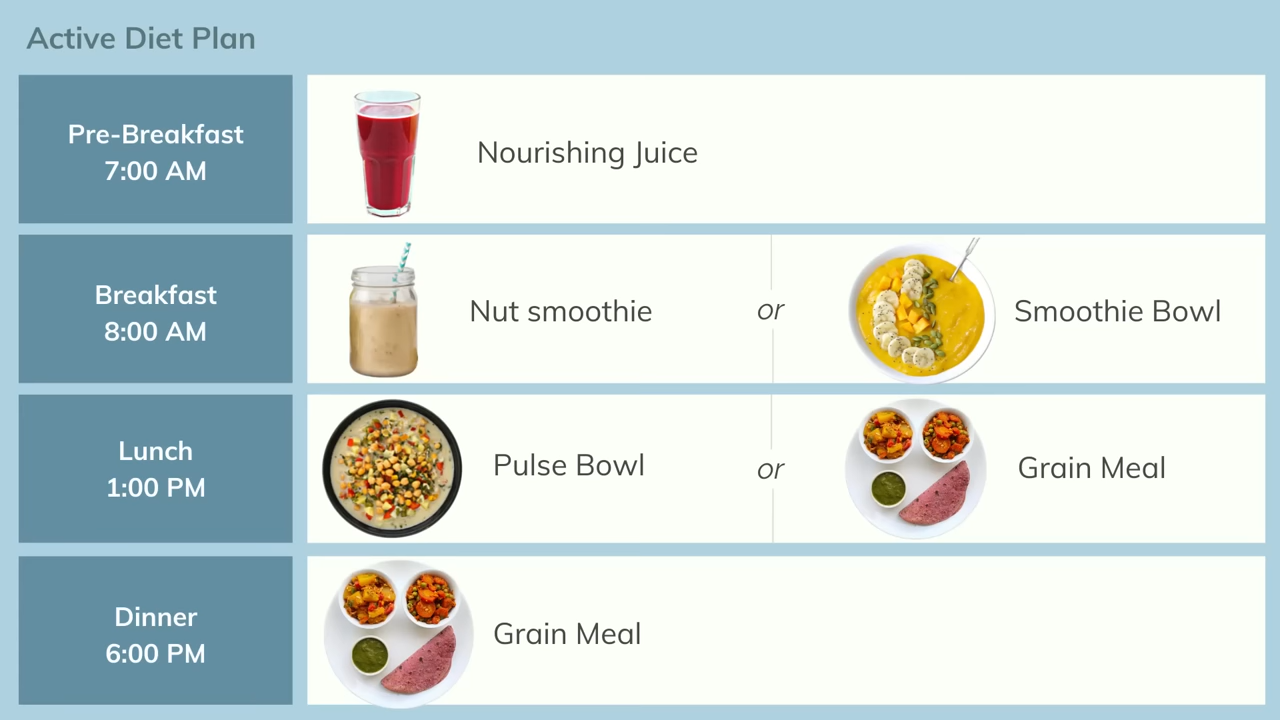 Active Diet Plan
Pre-Breakfast
7:00 AM
Nourishing Juice
Breakfast
8:00 AM
Nut smoothie
or
Smoothie Bowl
Lunch
1:00 PM
Pulse Bowl
or
Grain Meal
Dinner
6:00 PM
Grain Meal